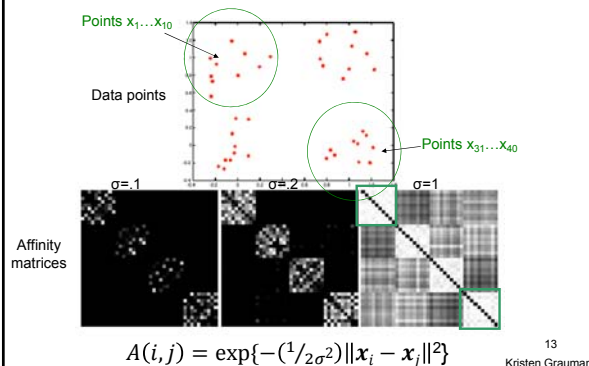 Points x₁…x₁₀
Data points
Points x₃₁…x₄₀
σ=.1
σ=.2
σ=1
Affinity
matrices
A(i, j) = exp{−(¹/₂σ²)‖xᵢ − xⱼ‖²}
13
Kristen Grauman